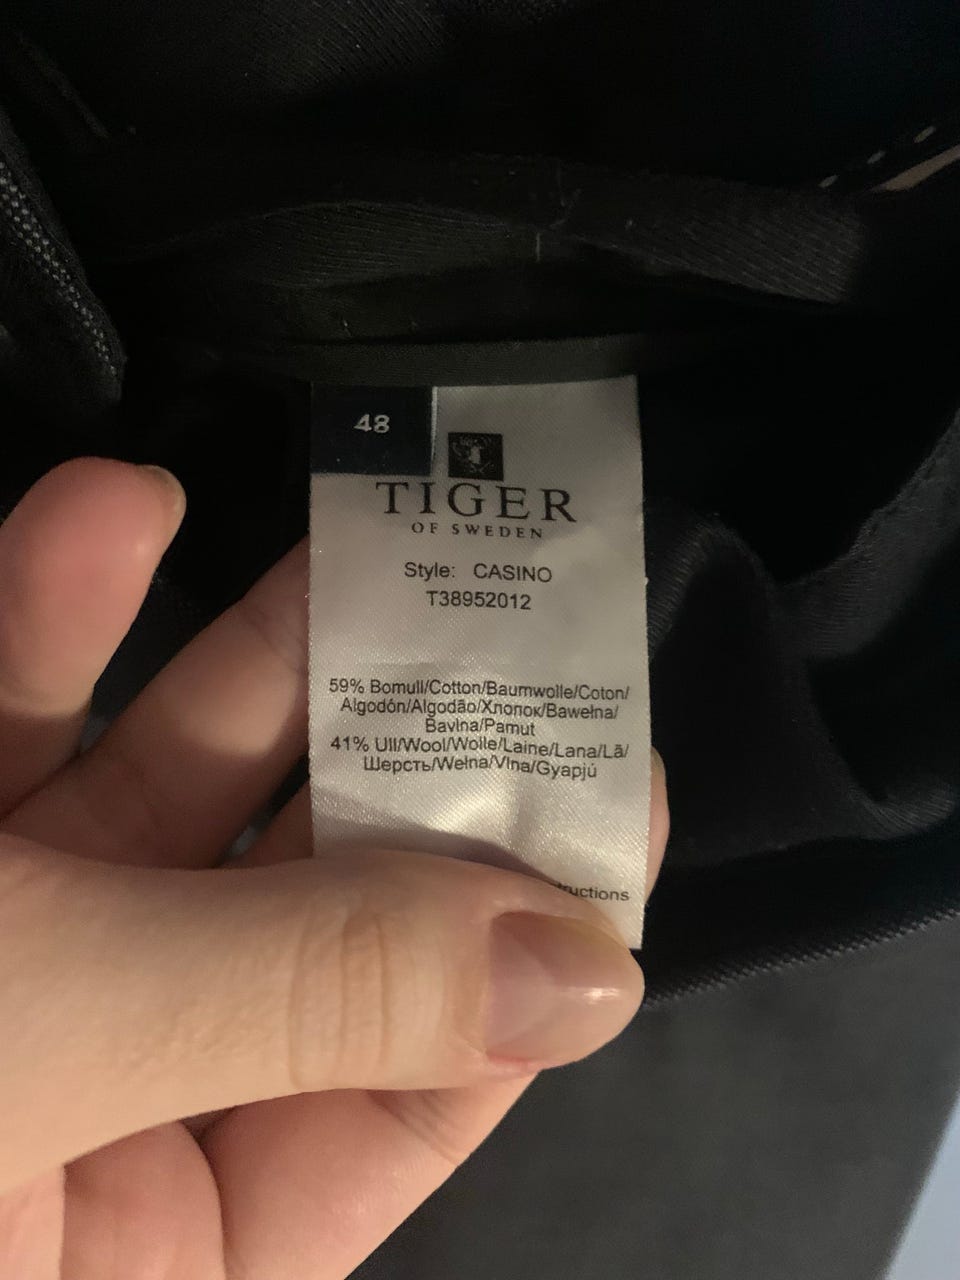 48
TIGER
OF SWEDEN
Style: CASINO
T38952012
59% Bomull/Cotton/Baumwolle/Coton/
Algodón/Algodão/Хлопок/Bawełna/
Bavlna/Pamut
41% Ull/Wool/Wolle/Laine/Lana/Lã/
Шерсть/Wełna/Vlna/Gyapjú